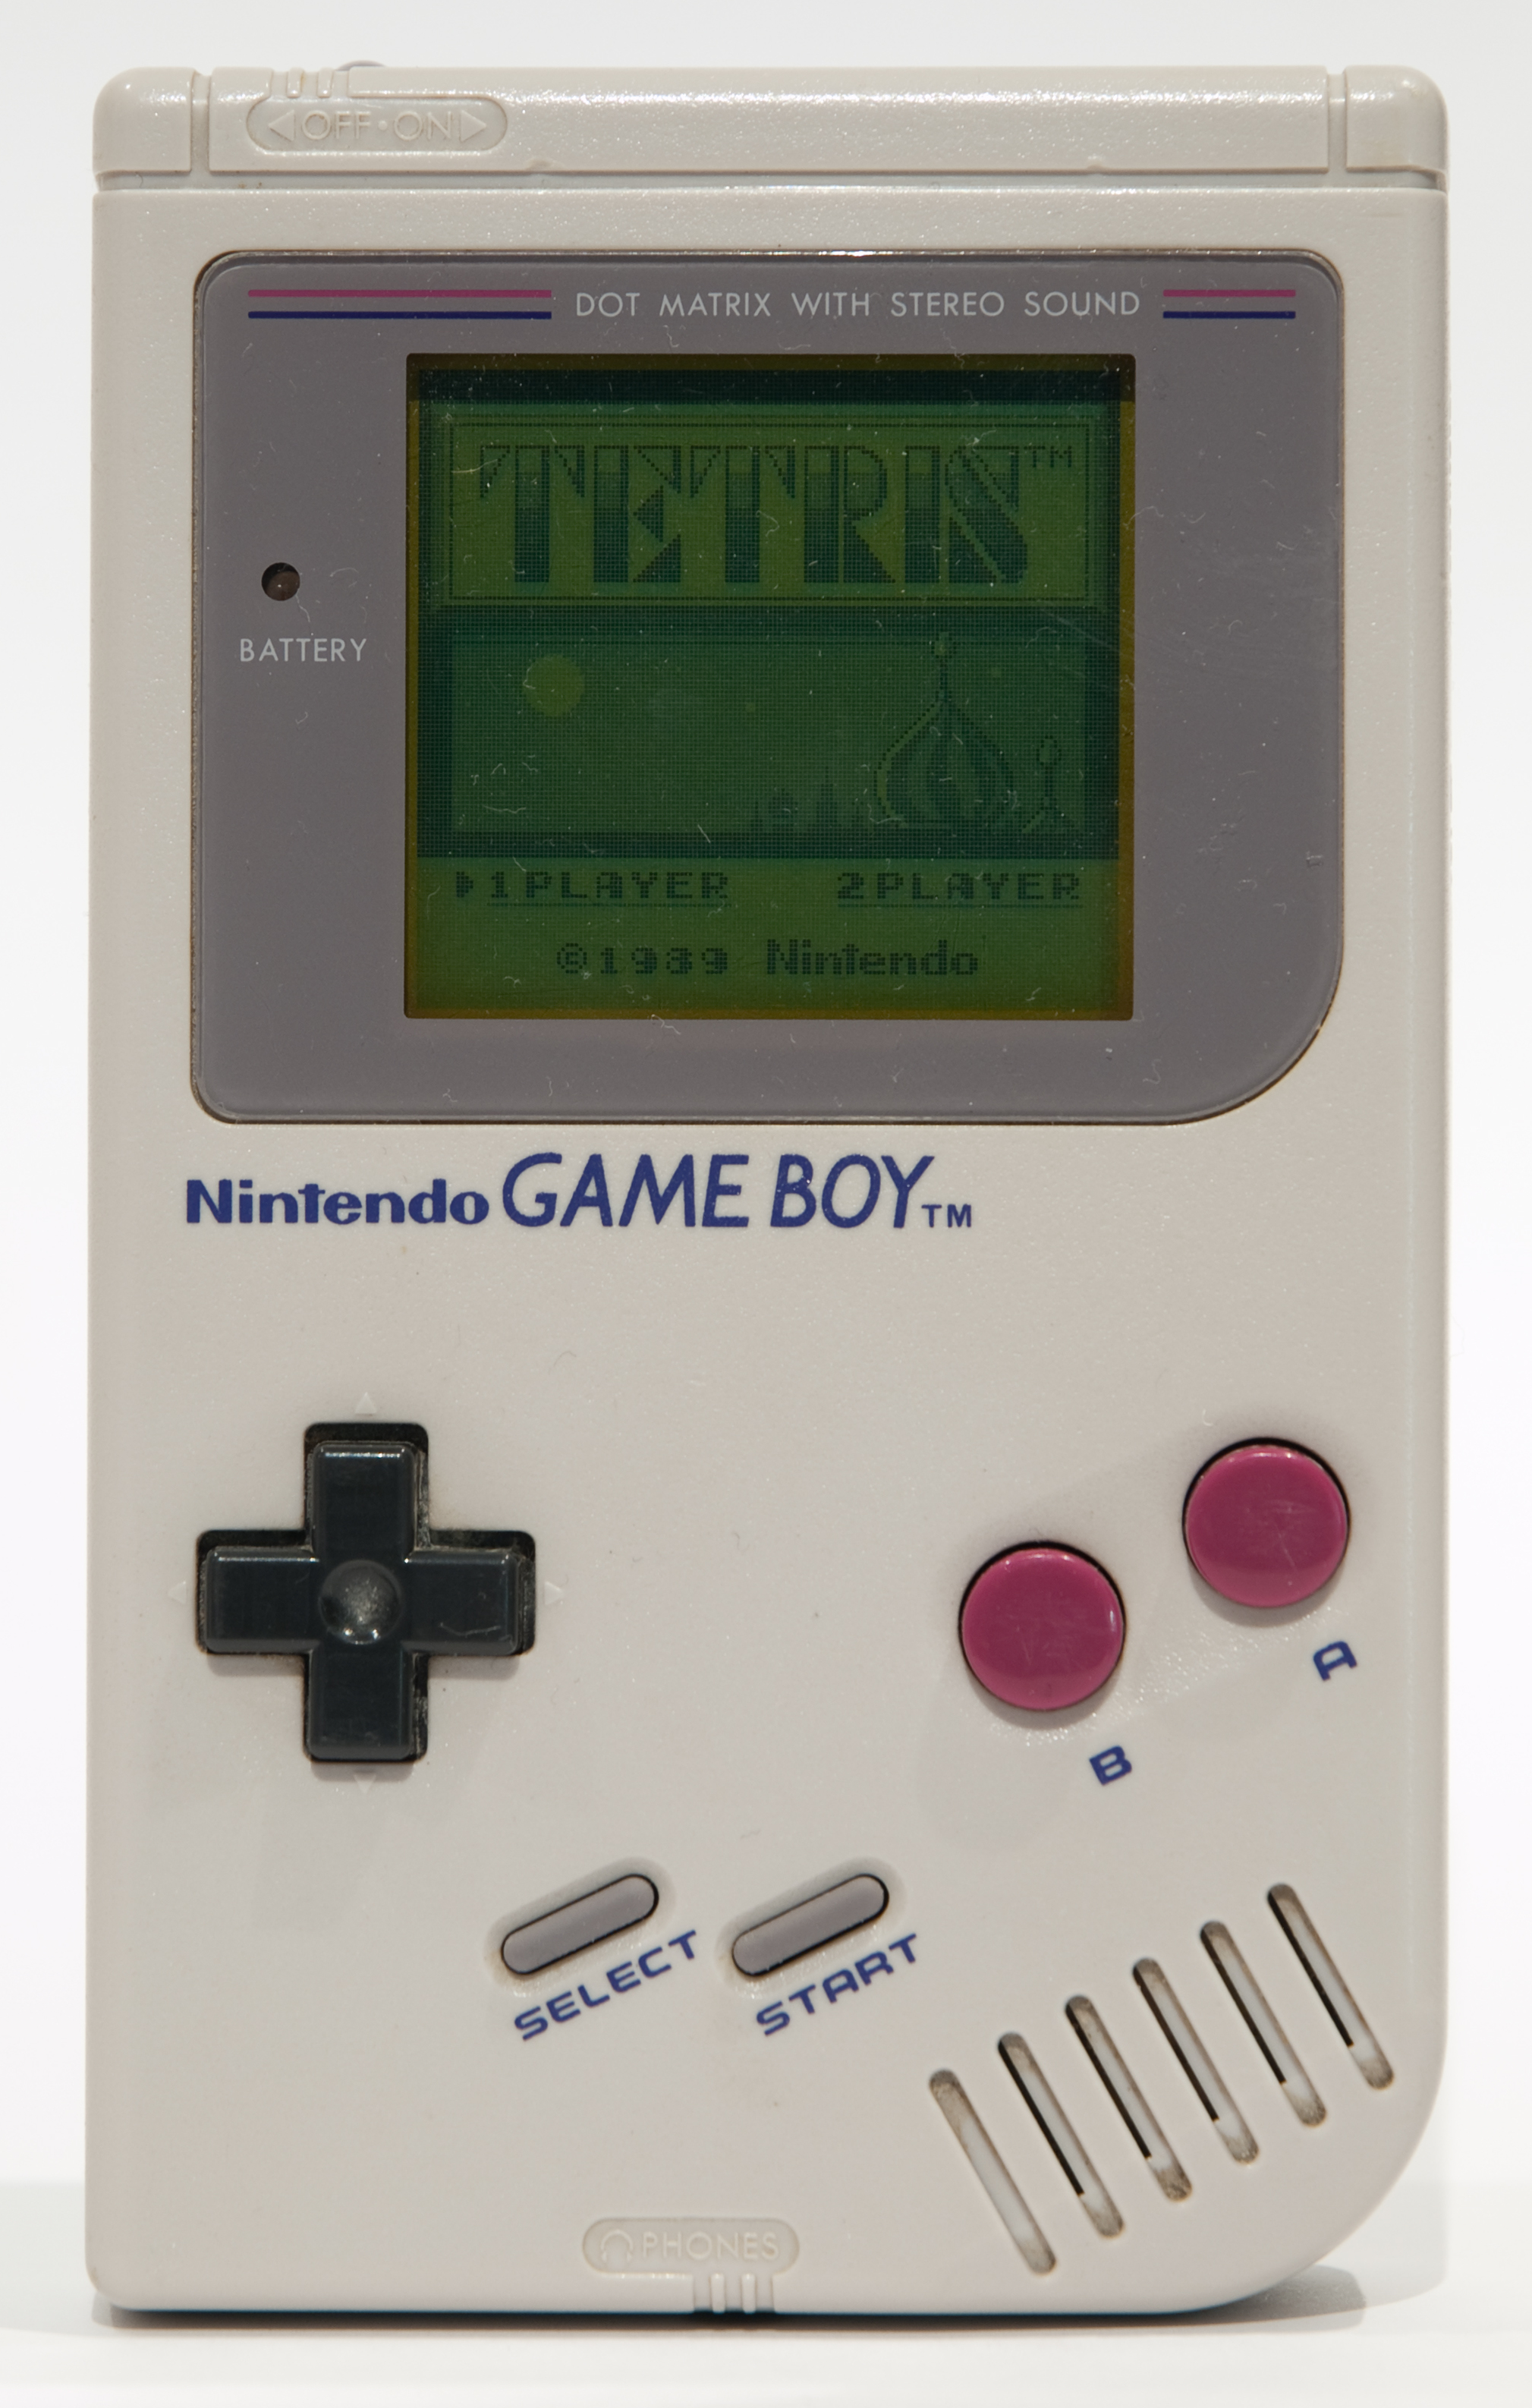 OFF•ON
DOT MATRIX WITH STEREO SOUND
TETRIS™
BATTERY
1PLAYER 2PLAYER
©1989 Nintendo
Nintendo GAME BOY™
A
B
SELECT START
PHONES